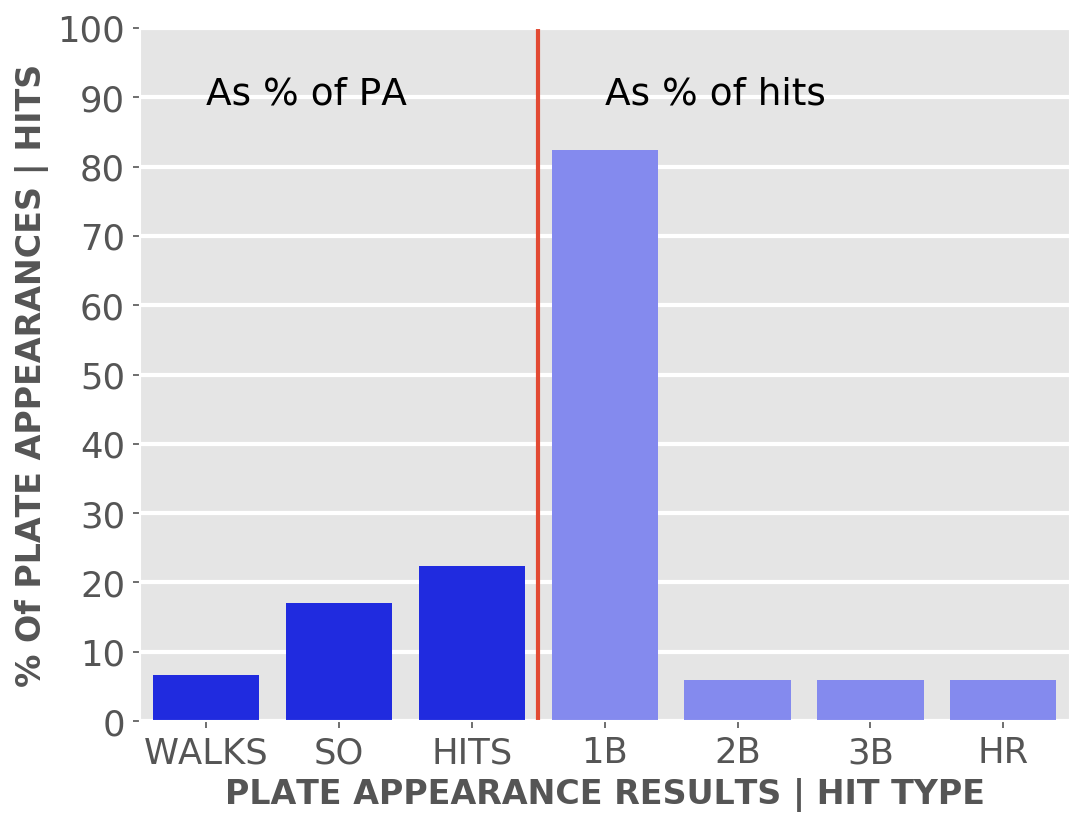 % Of PLATE APPEARANCES | HITS
100
90
80
70
60
50
40
30
20
10
0
As % of PA
As % of hits
WALKS SO HITS 1B 2B 3B HR
PLATE APPEARANCE RESULTS | HIT TYPE